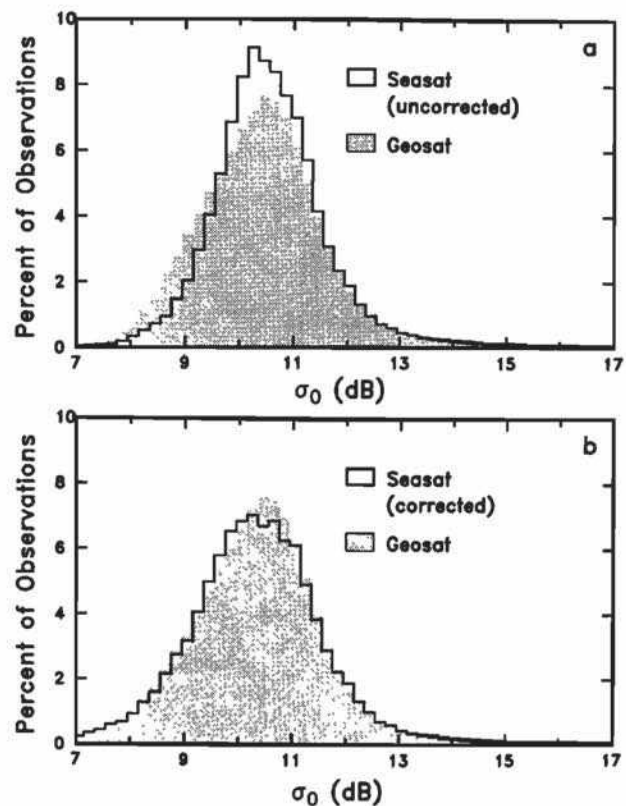 a
10
8
6
4
2
0
Percent of Observations
Seasat
(uncorrected)
Geosat
7 9 11 13 15 17
σ₀ (dB)
b
10
8
6
4
2
0
Percent of Observations
Seasat
(corrected)
Geosat
7 9 11 13 15 17
σ₀ (dB)